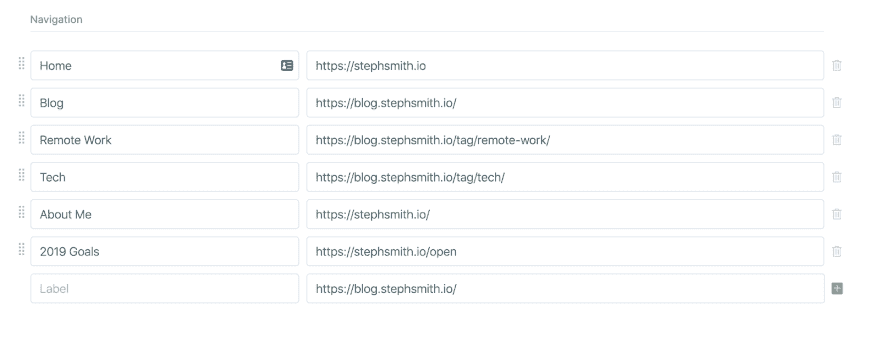 Navigation
Home https://stephsmith.io
Blog https://blog.stephsmith.io/
Remote Work https://blog.stephsmith.io/tag/remote-work/
Tech https://blog.stephsmith.io/tag/tech/
About Me https://stephsmith.io/
2019 Goals https://stephsmith.io/open
Label https://blog.stephsmith.io/